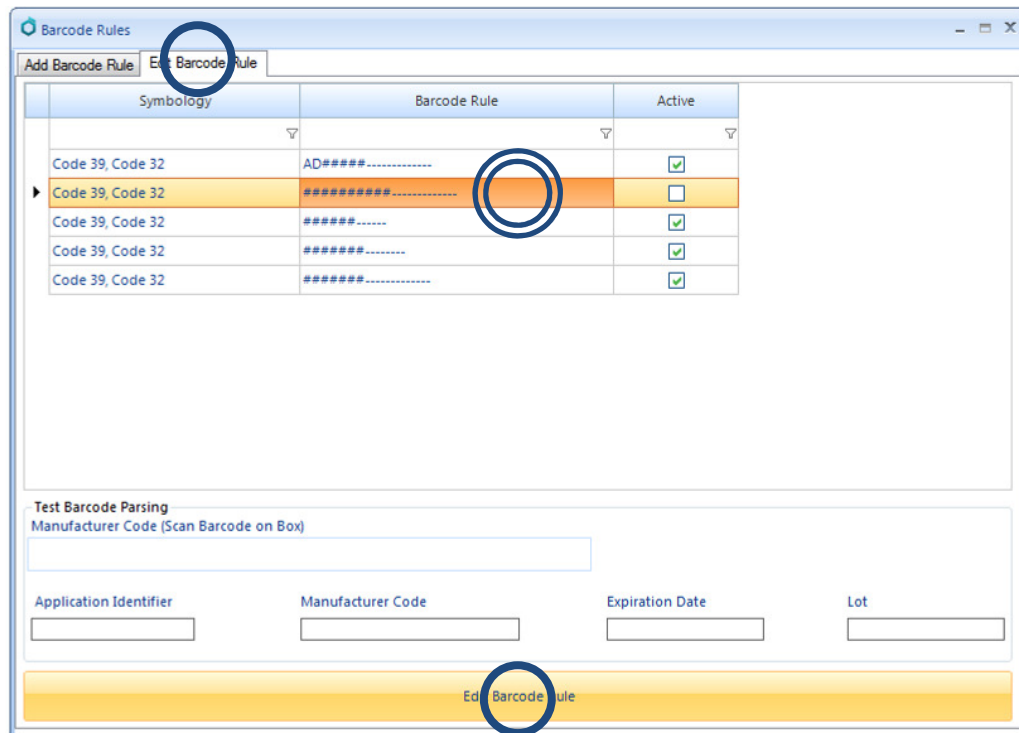 Barcode Rules
Add Barcode Rule Edit Barcode Rule
Symbology Barcode Rule Active
Code 39, Code 32 AD#####-------------
Code 39, Code 32 ##########-------------
Code 39, Code 32 ######------
Code 39, Code 32 #######--------
Code 39, Code 32 #######-------------
Test Barcode Parsing
Manufacturer Code (Scan Barcode on Box)
Application Identifier Manufacturer Code Expiration Date Lot
Edit Barcode Rule